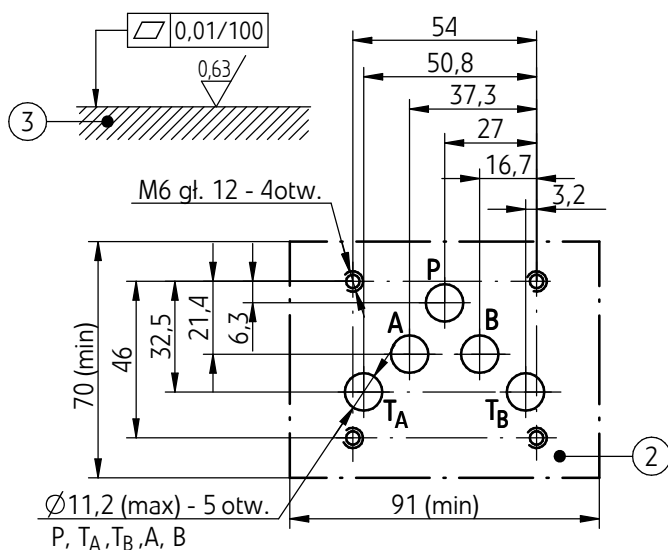 0,01/100
0,63
3
54
50,8
37,3
27
16,7
3,2
M6 gł. 12 - 4otw.
P
A
B
T_A
T_B
70 (min)
46
32,5
21,4
6,3
2
Ø11,2 (max) - 5 otw.
P, T_A ,T_B ,A, B
91 (min)